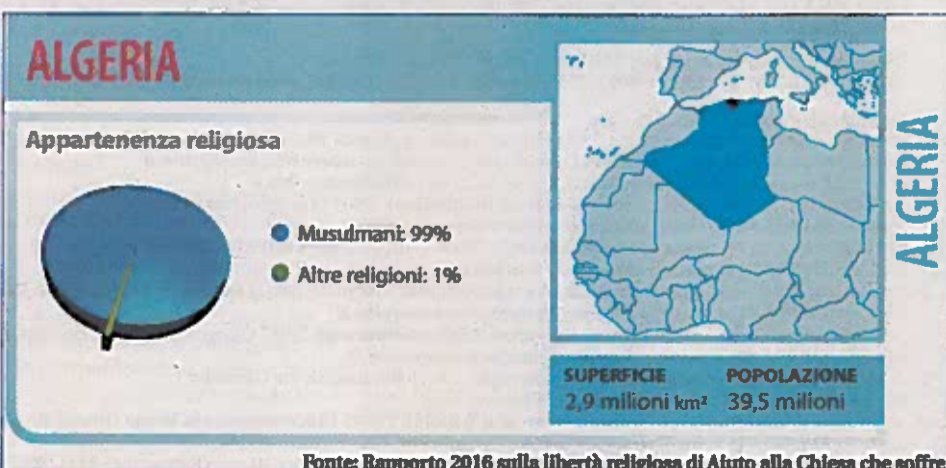 ALGERIA
Appartenenza religiosa
Musulmani: 99%
Altre religioni: 1%
SUPERFICIE
2,9 milioni km²
POPOLAZIONE
39,5 milioni
ALGERIA
Fonte: Rapporto 2016 sulla libertà religiosa di Aiuto alla Chiesa che soffre